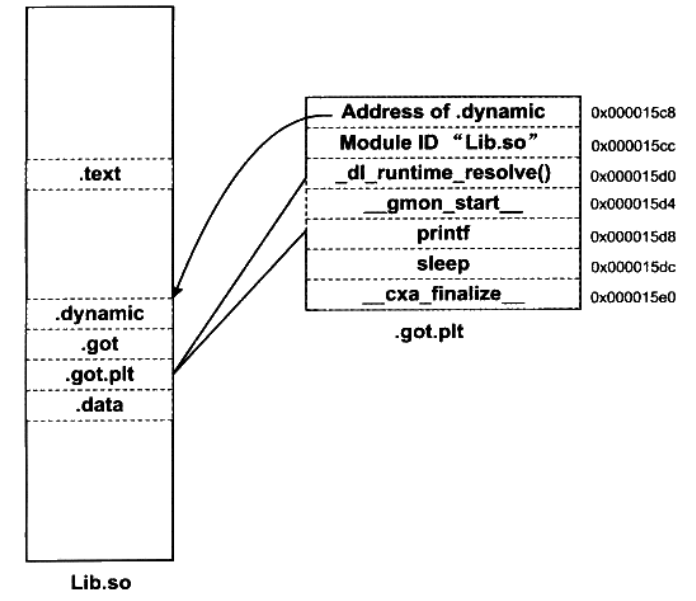 Address of .dynamic 0x000015c8
Module ID “Lib.so” 0x000015cc
_dl_runtime_resolve() 0x000015d0
__gmon_start__ 0x000015d4
printf 0x000015d8
sleep 0x000015dc
__cxa_finalize__ 0x000015e0
.got.plt
.text
.dynamic
.got
.got.plt
.data
Lib.so